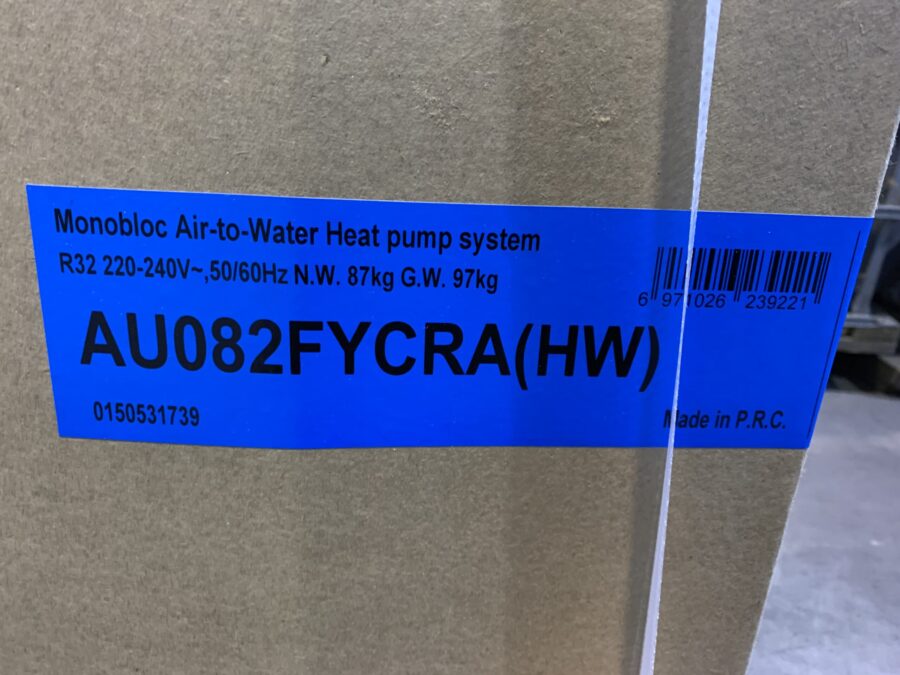 Monobloc Air-to-Water Heat pump system
R32 220-240V~,50/60Hz N.W. 87kg G.W. 97kg
6 971026 239221
AU082FYCRA(HW)
0150531739
Made in P.R.C.